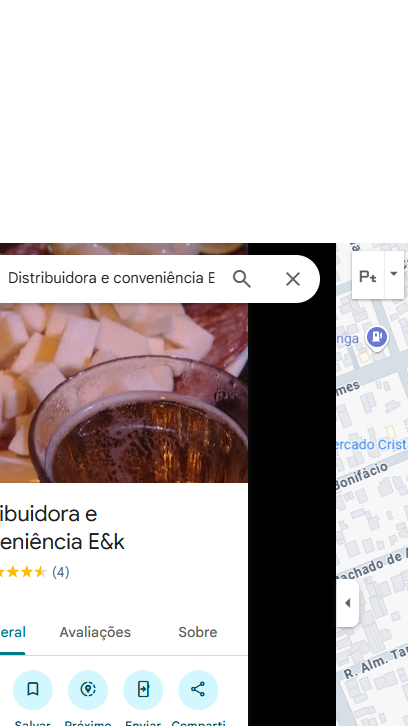 Distribuidora e conveniência E
Pt
nga
mes
ercado Crist
Bonifácio
ibuidora e
eniência E&k
(4)
achado de A
eral Avaliações Sobre
R. Alm. Tam
Salvar Próximo Enviar Comparti